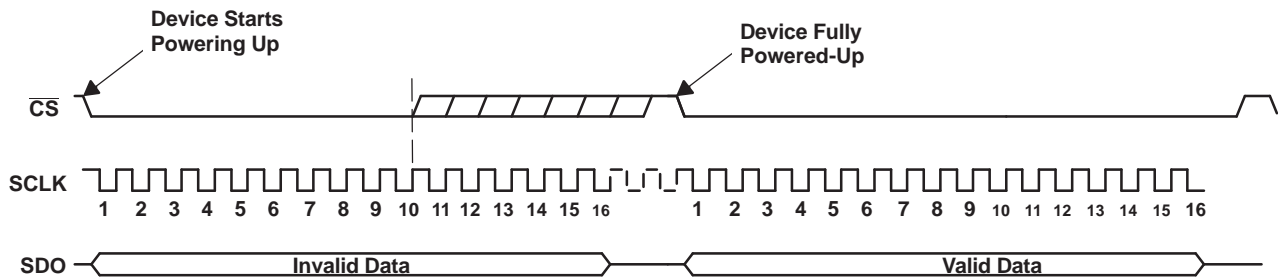 Device Starts
Powering Up
Device Fully
Powered-Up
CS
SCLK
1 2 3 4 5 6 7 8 9 10 11 12 13 14 15 16 1 2 3 4 5 6 7 8 9 10 11 12 13 14 15 16
SDO Invalid Data Valid Data